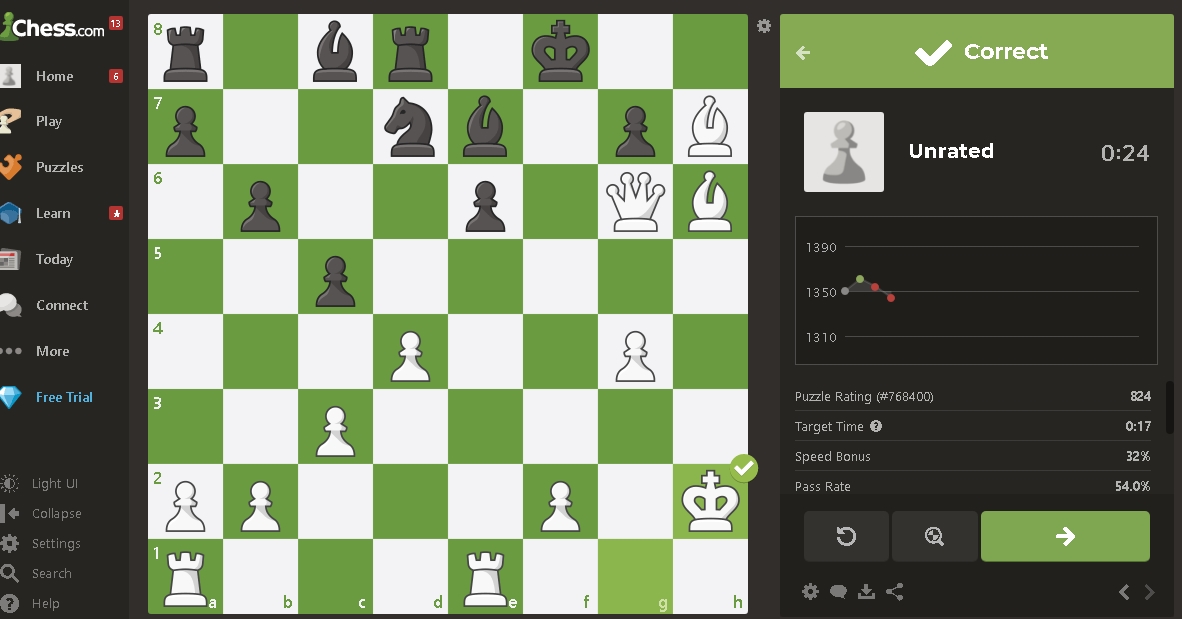 Chess.com 13
Home 6
Play
Puzzles
Learn
Today
Connect
More
Free Trial
Light UI
Collapse
Settings
Search
Help
8
7
6
5
4
3
2
1
a b c d e f g h
Correct
Unrated 0:24
1390
1350
1310
Puzzle Rating (#768400) 824
Target Time ? 0:17
Speed Bonus 32%
Pass Rate 54.0%